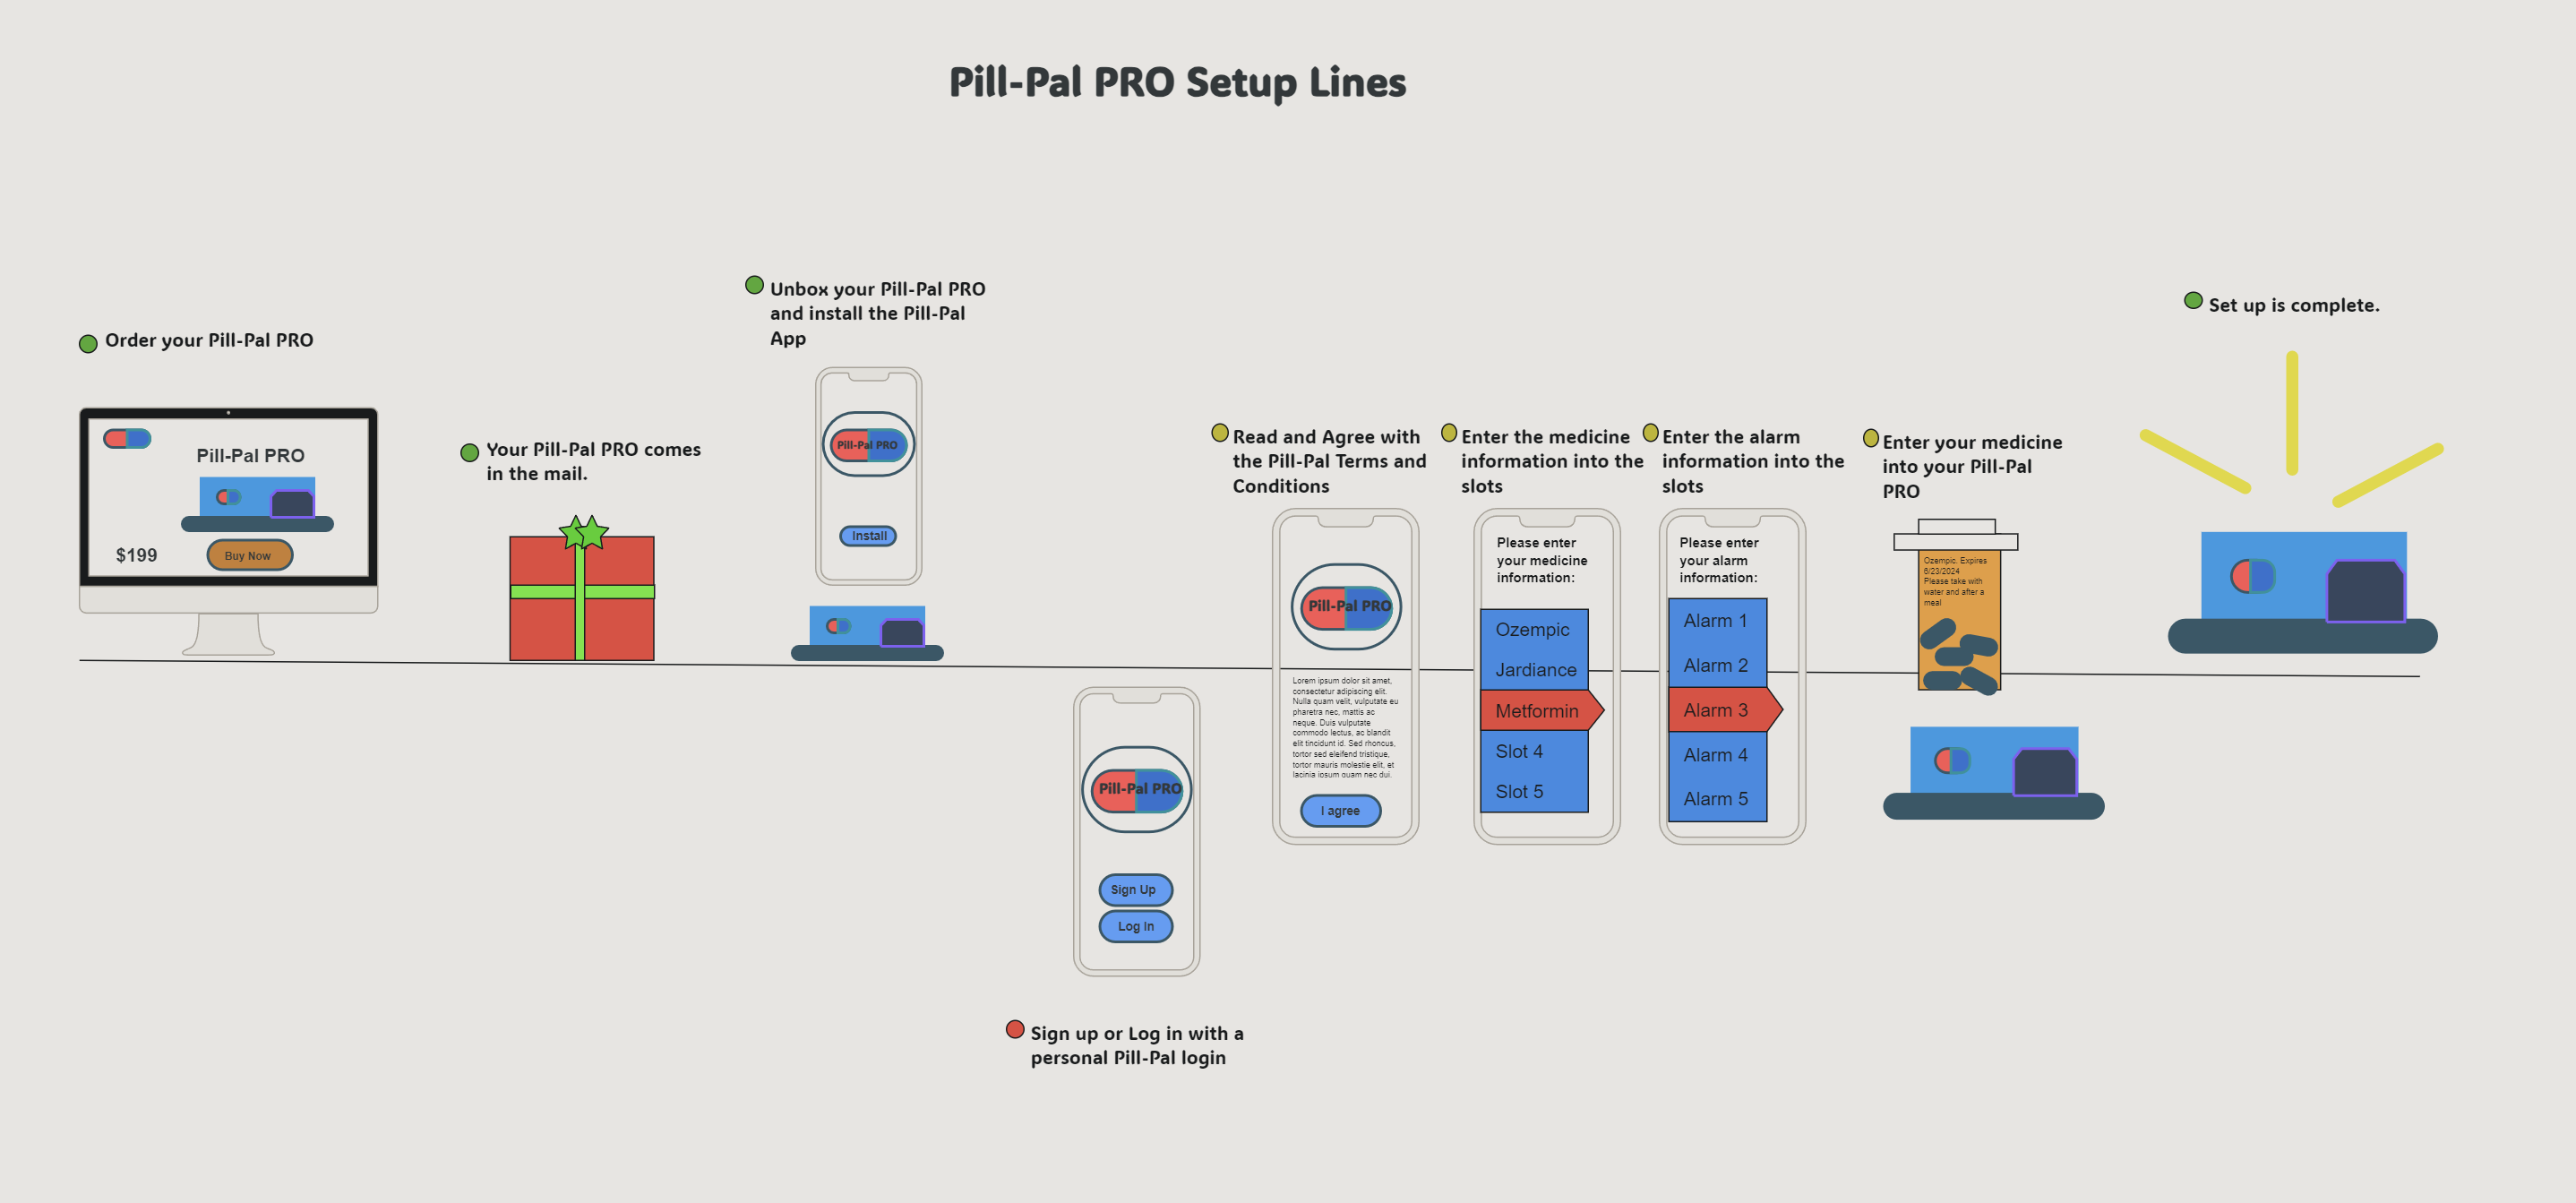 Pill-Pal PRO Setup Lines
Order your Pill-Pal PRO
Pill-Pal PRO
$199
Buy Now
Your Pill-Pal PRO comes
in the mail.
Unbox your Pill-Pal PRO
and install the Pill-Pal
App
Pill-Pal PRO
Install
Pill-Pal PRO
Sign Up
Log In
Sign up or Log in with a
personal Pill-Pal login
Read and Agree with
the Pill-Pal Terms and
Conditions
Pill-Pal PRO
Lorem ipsum dolor sit amet,
consectetur adipiscing elit.
Nulla quam velit, vulputate eu
pharetra nec, mattis ac
neque. Duis vulputate
commodo lectus, ac blandit
elit tincidunt id. Sed rhoncus,
tortor sed eleifend tristique,
tortor mauris molestie elit, et
lacinia ipsum quam nec dui.
I agree
Enter the medicine
information into the
slots
Please enter
your medicine
information:
Ozempic
Jardiance
Metformin
Slot 4
Slot 5
Enter the alarm
information into the
slots
Please enter
your alarm
information:
Alarm 1
Alarm 2
Alarm 3
Alarm 4
Alarm 5
Enter your medicine
into your Pill-Pal
PRO
Ozempic. Expires
6/23/2024
Please take with
water and after a
meal
Set up is complete.